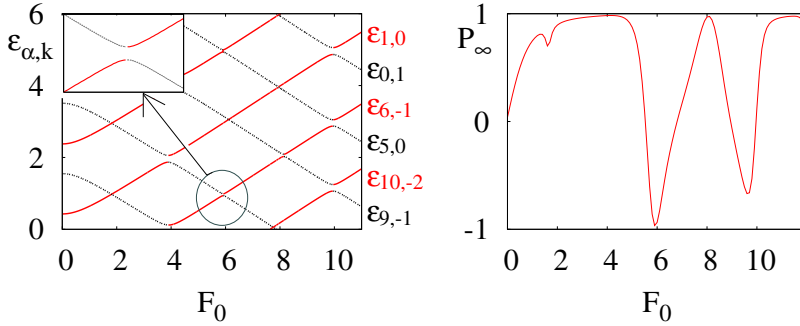 6
4
2
0
ε_{α,k}
0 2 4 6 8 10
F_0
ε_{1,0}
ε_{0,1}
ε_{6,-1}
ε_{5,0}
ε_{10,-2}
ε_{9,-1}
1
0
-1
P_∞
0 2 4 6 8 10
F_0